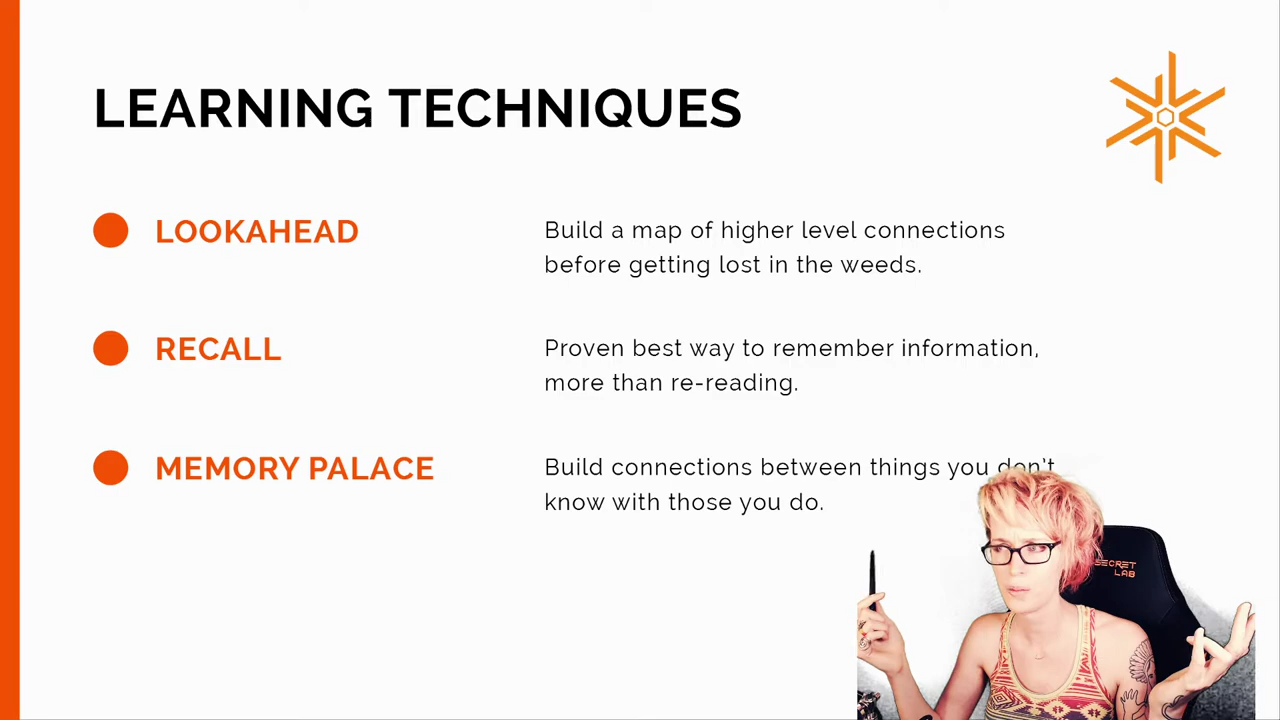 LEARNING TECHNIQUES
LOOKAHEAD
Build a map of higher level connections
before getting lost in the weeds.
RECALL
Proven best way to remember information,
more than re-reading.
MEMORY PALACE
Build connections between things you don't
know with those you do.
SECRET
LAB